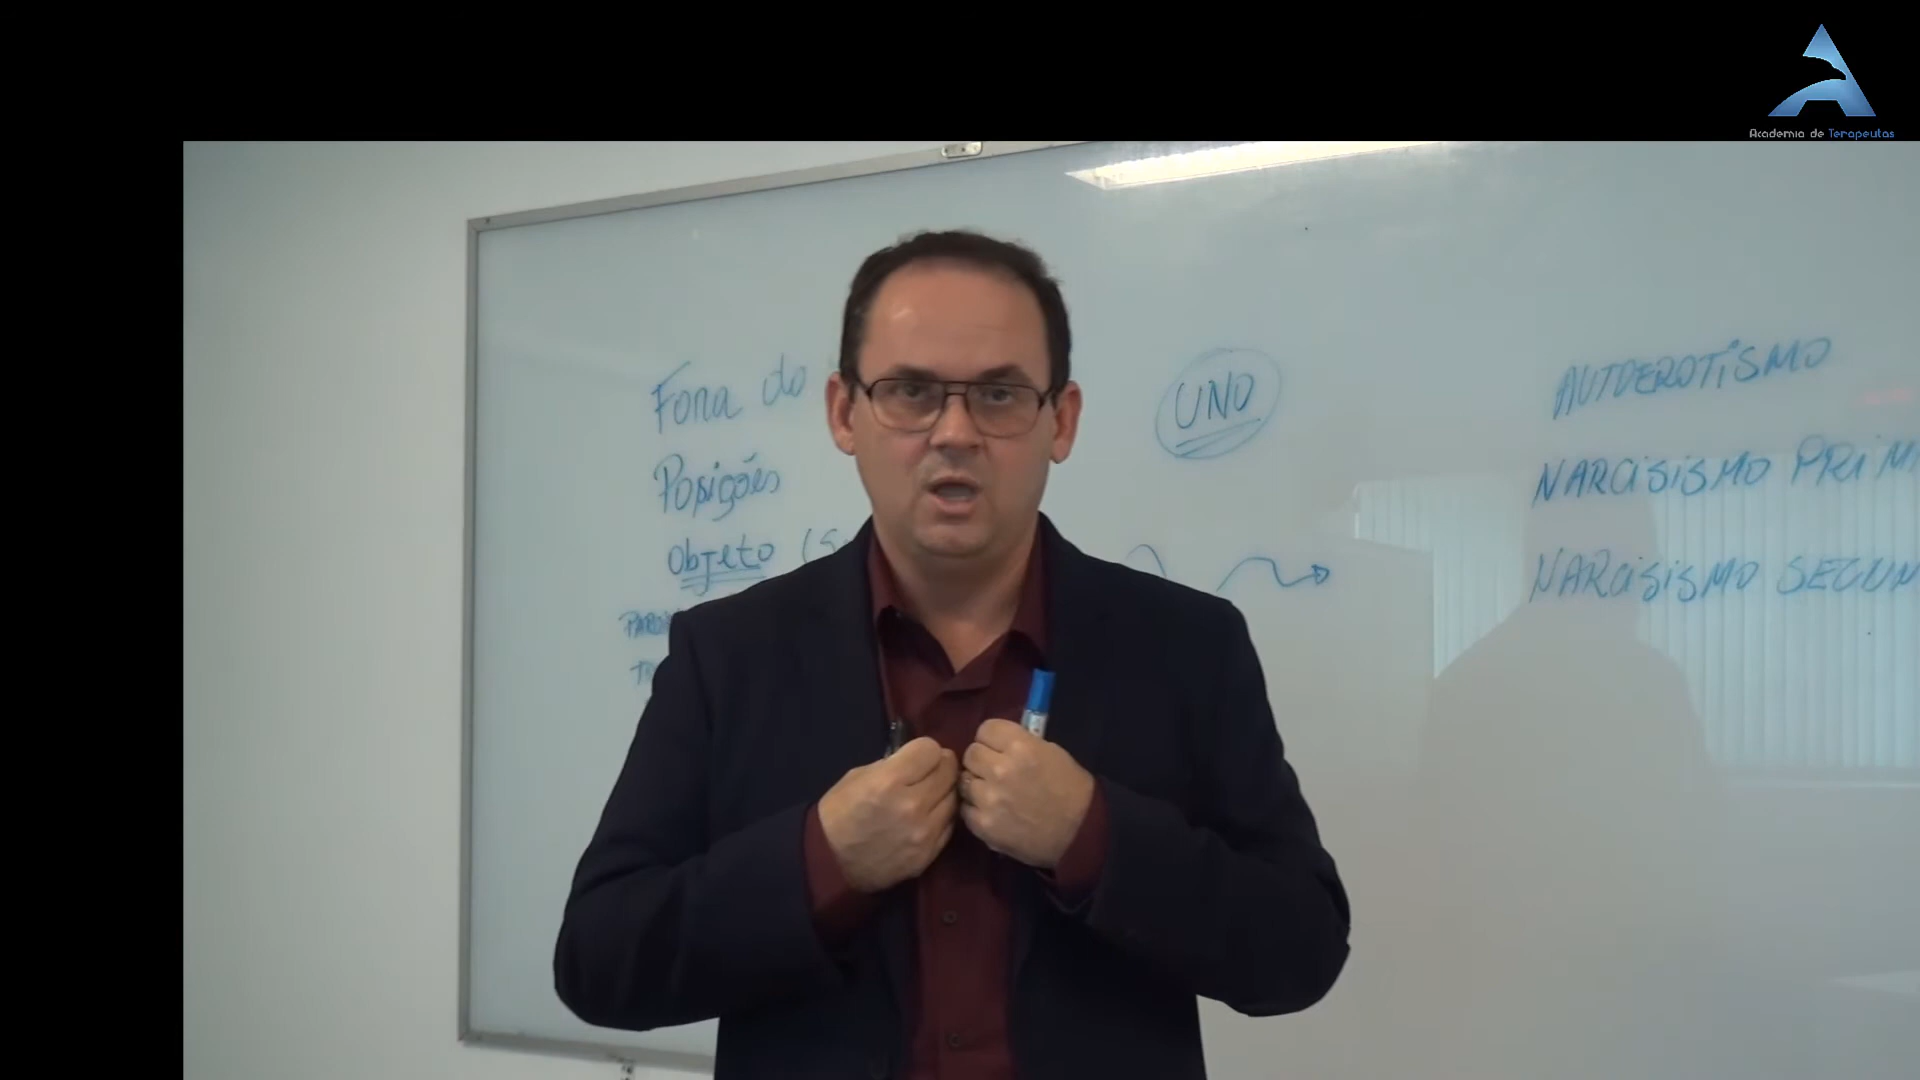 Academia de Terapeutas
Fora do
Posições
Objeto
UNO
AUTOEROTISMO
NARCISISMO PRIM
NARCISISMO SECUN